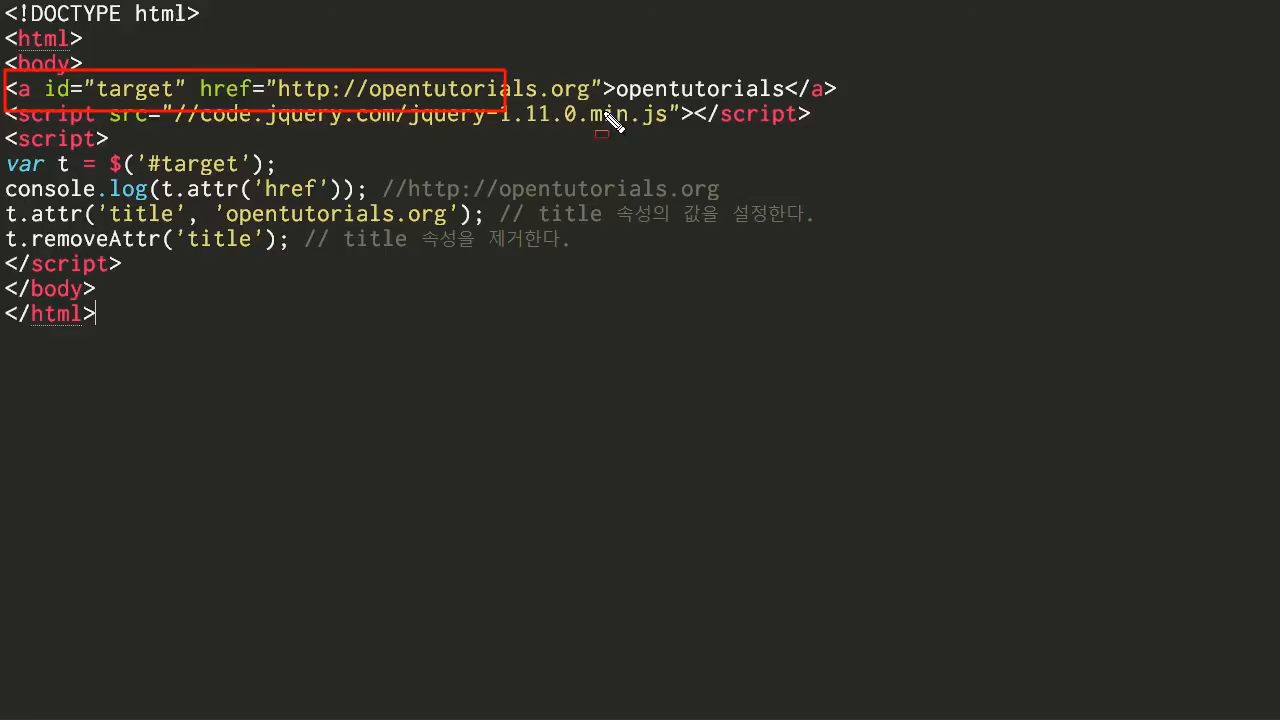 <!DOCTYPE html>
<html>
<body>
<a id="target" href="http://opentutorials.org">opentutorials</a>
<script src="//code.jquery.com/jquery-1.11.0.min.js"></script>
<script>
var t = $('#target');
console.log(t.attr('href')); //http://opentutorials.org
t.attr('title', 'opentutorials.org'); // title 속성의 값을 설정한다.
t.removeAttr('title'); // title 속성을 제거한다.
</script>
</body>
</html>